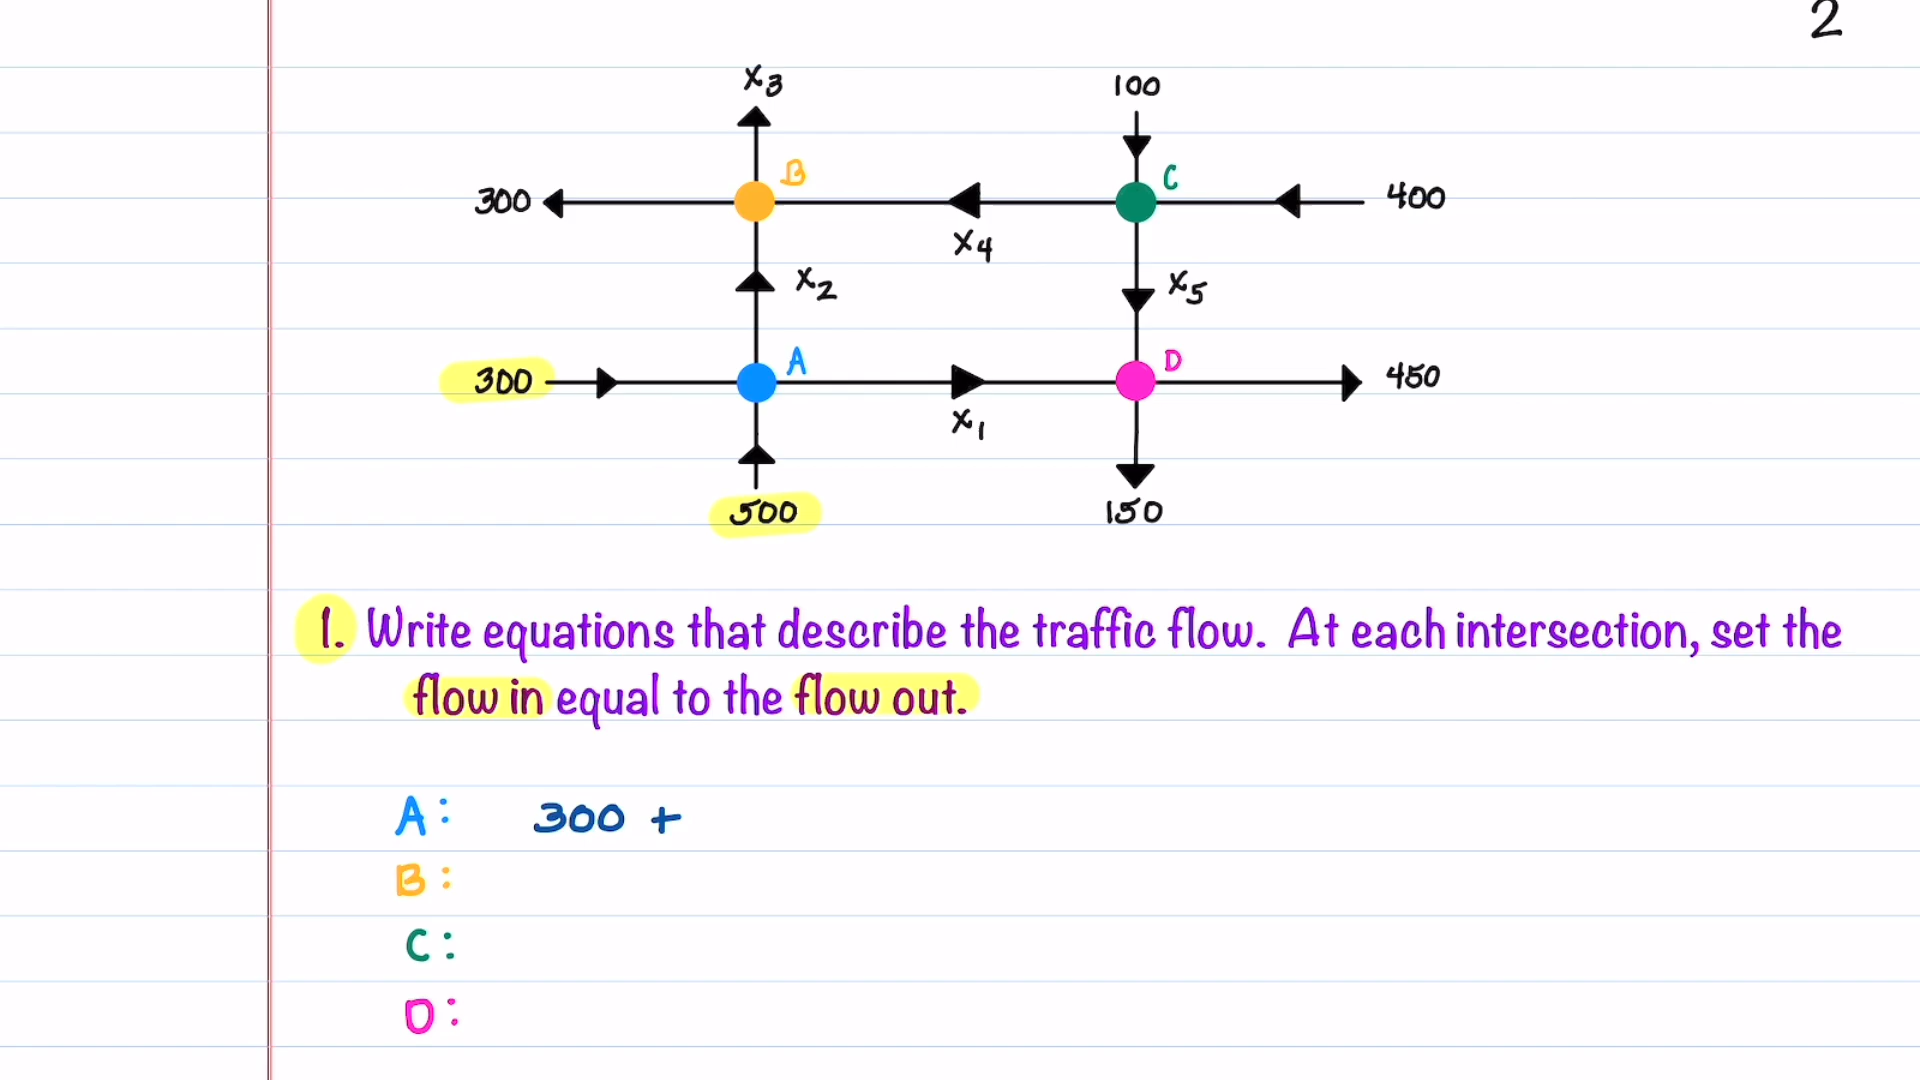 2
x₃
100
B
C
300
400
x₄
x₂
x₅
A
D
300
450
x₁
500
150
1. Write equations that describe the traffic flow. At each intersection, set the
flow in equal to the flow out.
A: 300 +
B:
C:
D: